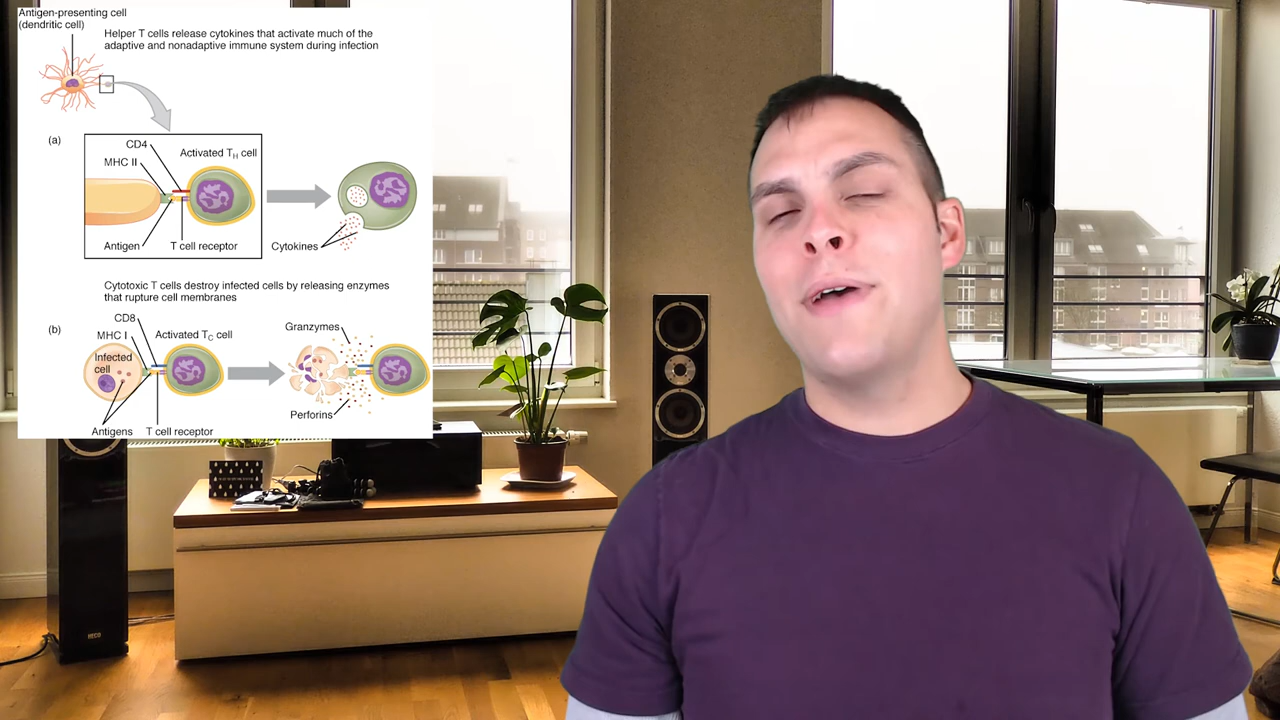 Antigen-presenting cell
(dendritic cell)
Helper T cells release cytokines that activate much of the
adaptive and nonadaptive immune system during infection
(a)
CD4
MHC II
Activated TH cell
Antigen
T cell receptor
Cytokines
Cytotoxic T cells destroy infected cells by releasing enzymes
that rupture cell membranes
(b)
CD8
MHC I
Activated TC cell
Granzymes
Infected
cell
Perforins
Antigens
T cell receptor
HECO